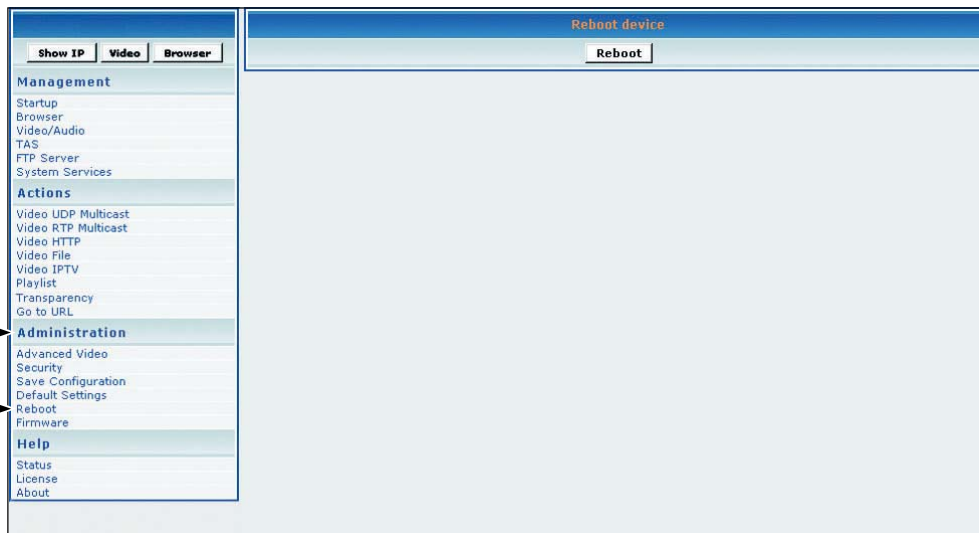 Show IP Video Browser
Management
Startup
Browser
Video/Audio
TAS
FTP Server
System Services
Actions
Video UDP Multicast
Video RTP Multicast
Video HTTP
Video File
Video IPTV
Playlist
Transparency
Go to URL
Administration
Advanced Video
Security
Save Configuration
Default Settings
Reboot
Firmware
Help
Status
License
About
Reboot device
Reboot